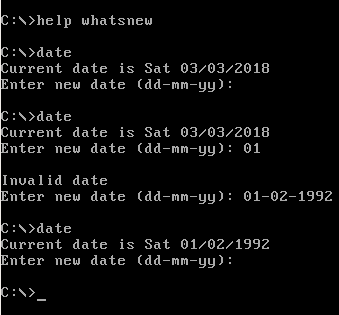 C:\>help whatsnew
C:\>date
Current date is Sat 03/03/2018
Enter new date (dd-mm-yy):
C:\>date
Current date is Sat 03/03/2018
Enter new date (dd-mm-yy): 01
Invalid date
Enter new date (dd-mm-yy): 01-02-1992
C:\>date
Current date is Sat 01/02/1992
Enter new date (dd-mm-yy):
C:\>_